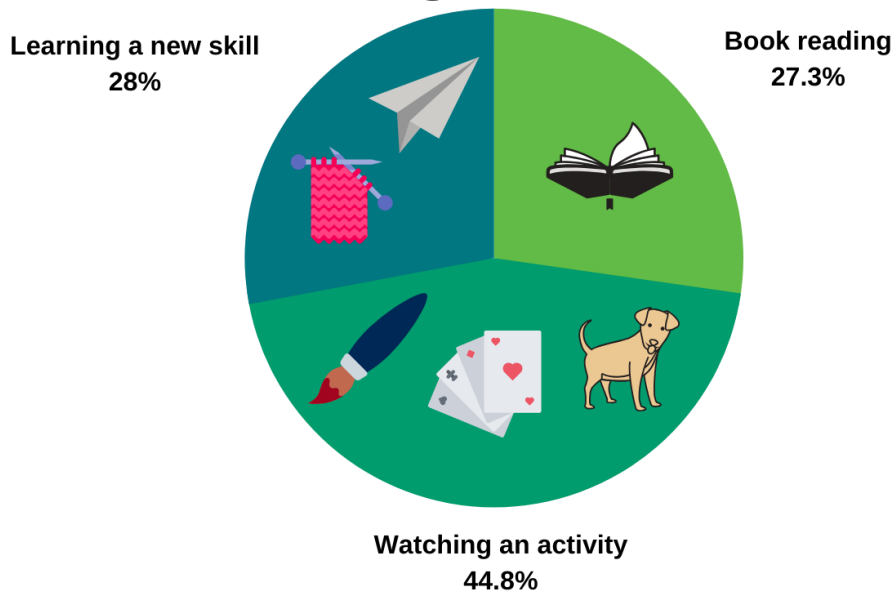 Learning a new skill
28%
Book reading
27.3%
Watching an activity
44.8%